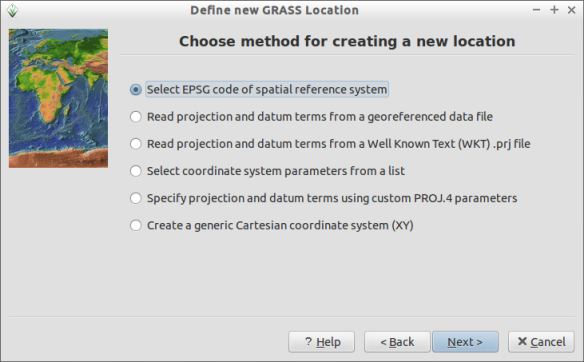 Define new GRASS Location
Choose method for creating a new location
Select EPSG code of spatial reference system
Read projection and datum terms from a georeferenced data file
Read projection and datum terms from a Well Known Text (WKT) .prj file
Select coordinate system parameters from a list
Specify projection and datum terms using custom PROJ.4 parameters
Create a generic Cartesian coordinate system (XY)
? Help < Back Next > Cancel